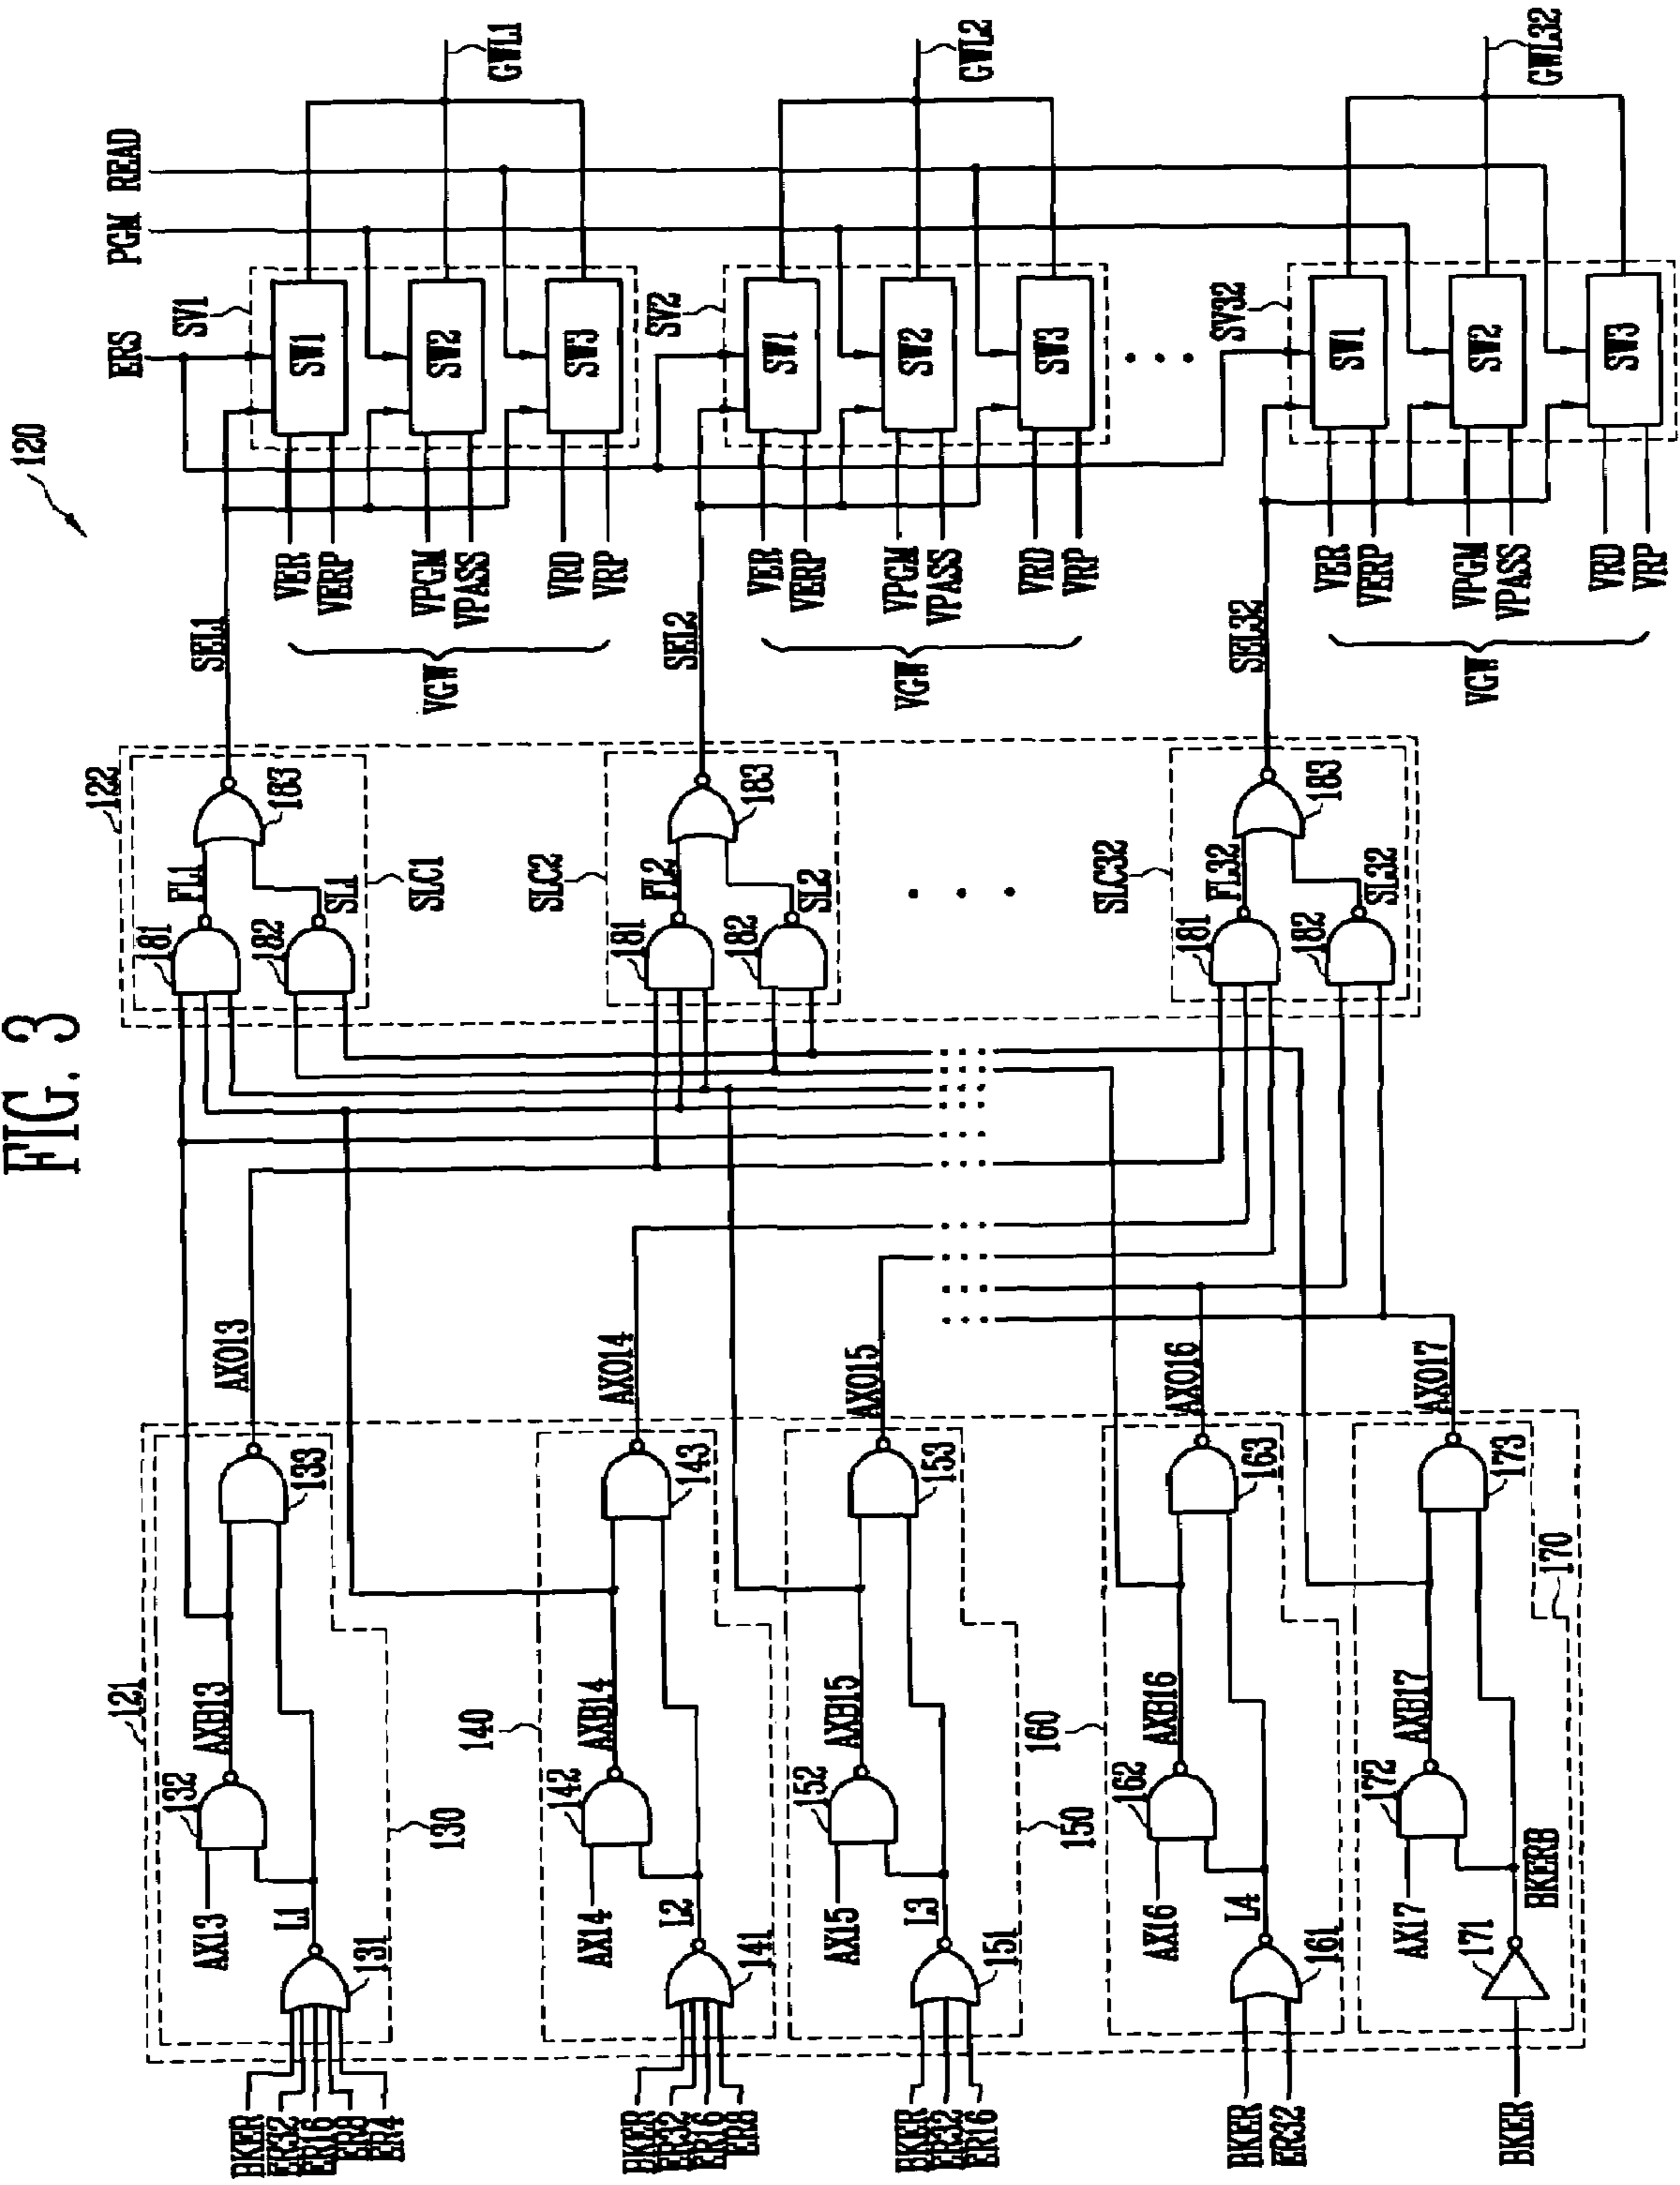 FIG. 3
120
ERS
PGM
READ
121
130
BKER
ER32
ER16
ER8
ER4
131
L1
AX13
132
AXB13
133
AXO13
140
BKER
ER32
ER16
ER8
141
L2
AX14
142
AXB14
143
AXO14
150
BKER
ER32
ER16
151
L3
AX15
152
AXB15
153
AXO15
160
BKER
ER32
161
L4
AX16
162
AXB16
163
AXO16
170
BKER
171
BKERB
AX17
172
AXB17
173
AXO17
122
SLC1
181
FL1
182
SL1
183
SEL1
SLC2
181
FL2
182
SL2
183
SEL2
SLC32
181
FL32
182
SL32
183
SEL32
SV1
VER
VERP
VPGM
VPASS
VRD
VRP
VGW
SW1
SW2
SW3
GWL1
SV2
VER
VERP
VPGM
VPASS
VRD
VRP
VGW
SW1
SW2
SW3
GWL2
SV32
VER
VERP
VPGM
VPASS
VRD
VRP
VGW
SW1
SW2
SW3
GWL32